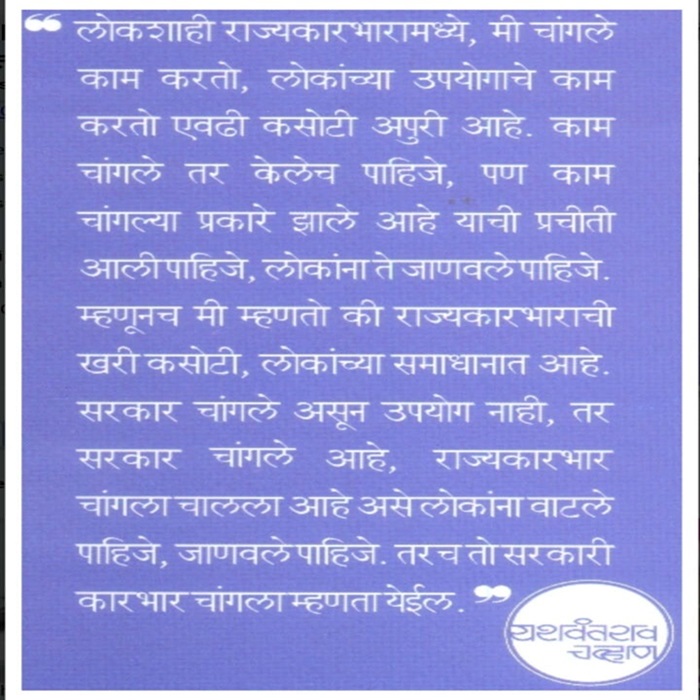 ❝ लोकशाही राज्यकारभारामध्ये, मी चांगले
काम करतो, लोकांच्या उपयोगाचे काम
करतो एवढी कसोटी अपुरी आहे. काम
चांगले तर केलेच पाहिजे, पण काम
चांगल्या प्रकारे झाले आहे याची प्रचीती
आली पाहिजे, लोकांना ते जाणवले पाहिजे.
म्हणूनच मी म्हणतो की राज्यकारभाराची
खरी कसोटी, लोकांच्या समाधानात आहे.
सरकार चांगले असून उपयोग नाही, तर
सरकार चांगले आहे, राज्यकारभार
चांगला चालला आहे असे लोकांना वाटले
पाहिजे, जाणवले पाहिजे. तरच तो सरकारी
कारभार चांगला म्हणता येईल. ❞
यशवंतराव
चव्हाण